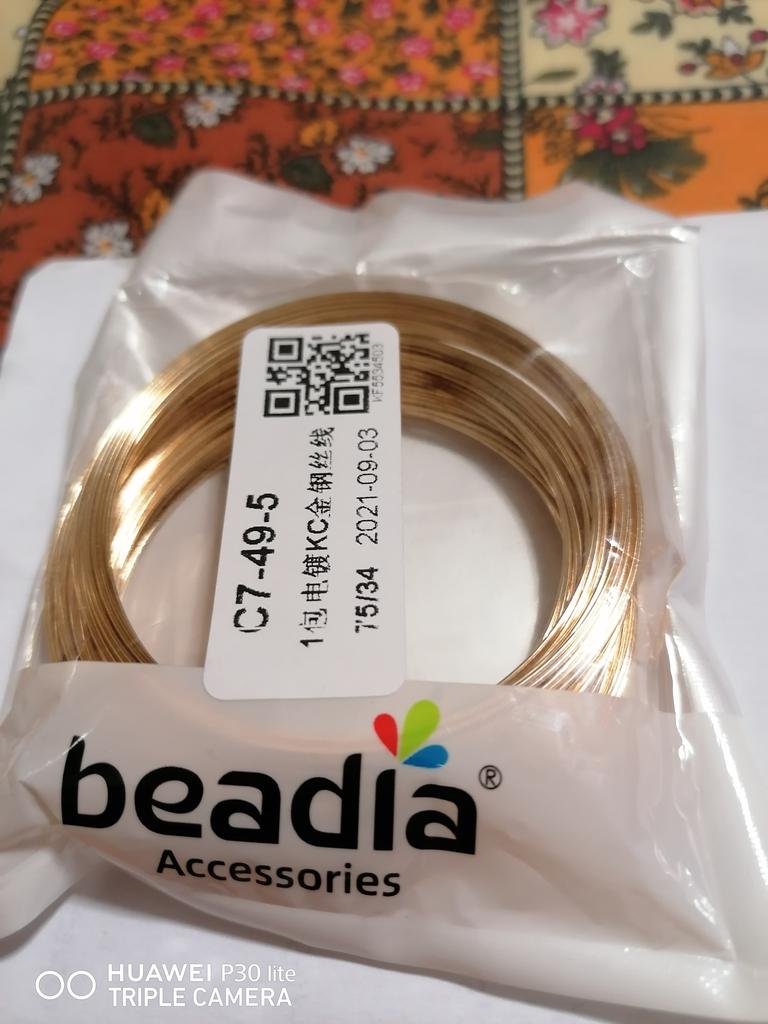 WF5534503
C7-49-5
1包电镀KC金钢丝线
75/34 2021-09-03
beadia®
Accessories
HUAWEI P30 lite
TRIPLE CAMERA